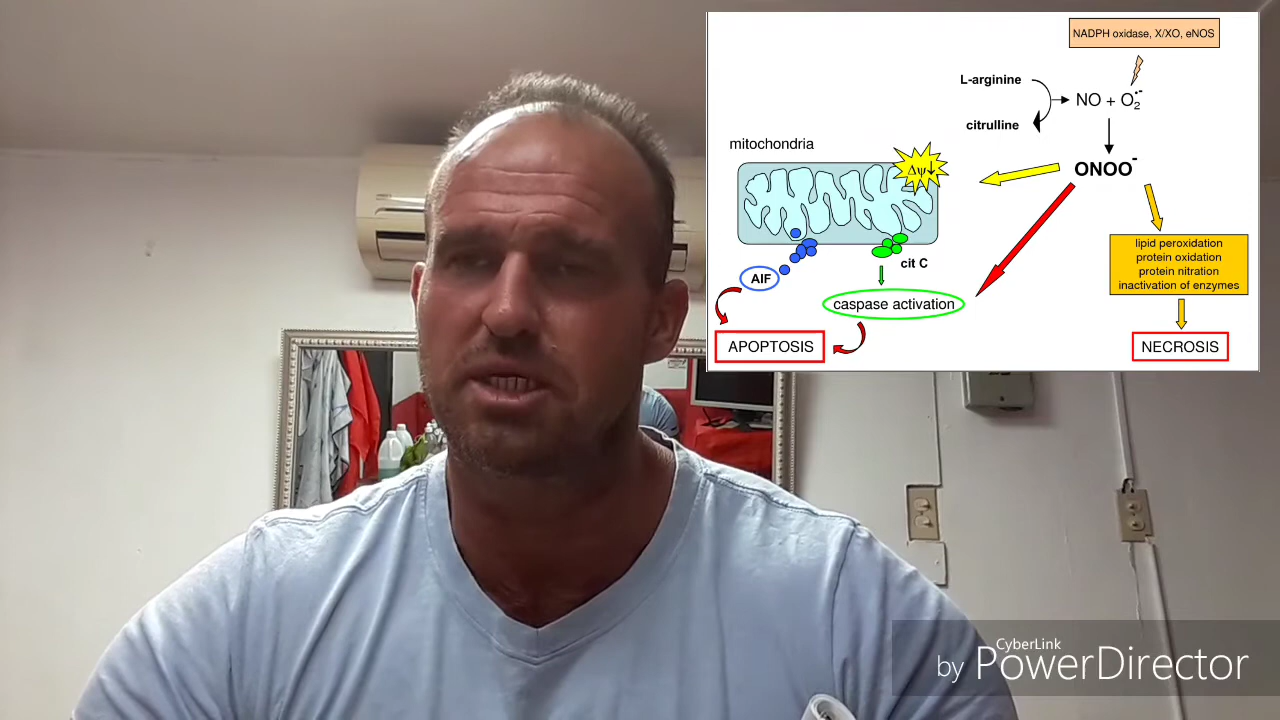 NADPH oxidase, X/XO, eNOS
L-arginine
NO + O2•-
citrulline
mitochondria
ONOO-
Δψ↓
lipid peroxidation
protein oxidation
protein nitration
inactivation of enzymes
cit C
AIF
caspase activation
APOPTOSIS
NECROSIS
CyberLink
by PowerDirector